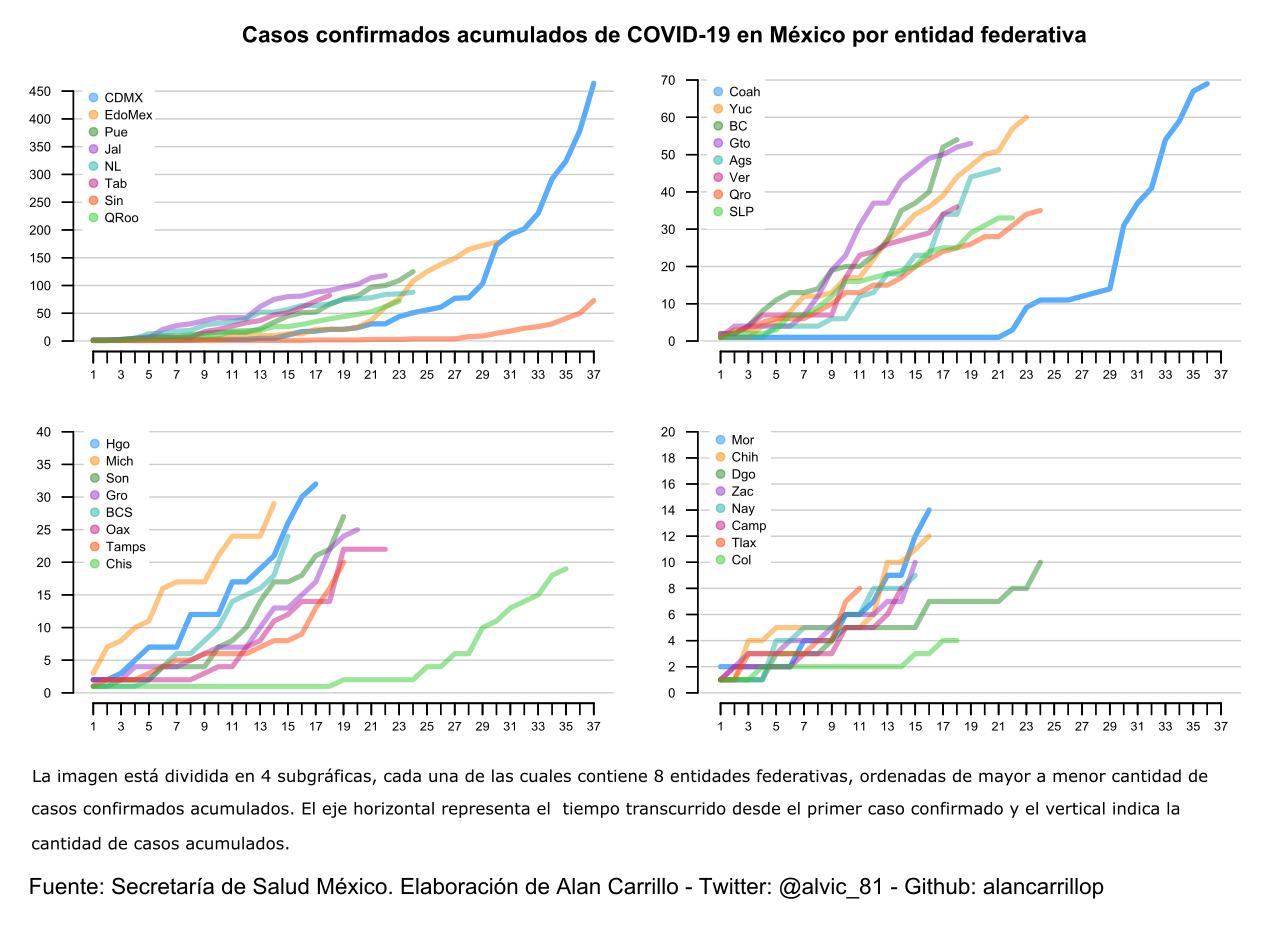 Casos confirmados acumulados de COVID-19 en México por entidad federativa
450
400
350
300
250
200
150
100
50
0
CDMX
EdoMex
Pue
Jal
NL
Tab
Sin
QRoo
1 3 5 7 9 11 13 15 17 19 21 23 25 27 29 31 33 35 37
70
60
50
40
30
20
10
0
Coah
Yuc
BC
Gto
Ags
Ver
Qro
SLP
1 3 5 7 9 11 13 15 17 19 21 23 25 27 29 31 33 35 37
40
35
30
25
20
15
10
5
0
Hgo
Mich
Son
Gro
BCS
Oax
Tamps
Chis
1 3 5 7 9 11 13 15 17 19 21 23 25 27 29 31 33 35 37
20
18
16
14
12
10
8
6
4
2
0
Mor
Chih
Dgo
Zac
Nay
Camp
Tlax
Col
1 3 5 7 9 11 13 15 17 19 21 23 25 27 29 31 33 35 37
La imagen está dividida en 4 subgráficas, cada una de las cuales contiene 8 entidades federativas, ordenadas de mayor a menor cantidad de
casos confirmados acumulados. El eje horizontal representa el  tiempo transcurrido desde el primer caso confirmado y el vertical indica la
cantidad de casos acumulados.
Fuente: Secretaría de Salud México. Elaboración de Alan Carrillo - Twitter: @alvic_81 - Github: alancarrillop